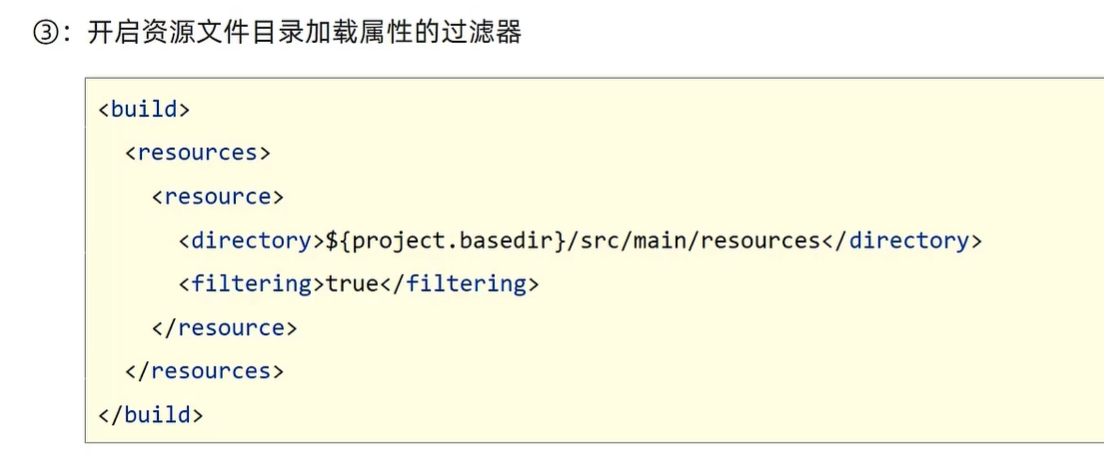 ③：开启资源文件目录加载属性的过滤器
<build>
<resources>
<resource>
<directory>${project.basedir}/src/main/resources</directory>
<filtering>true</filtering>
</resource>
</resources>
</build>